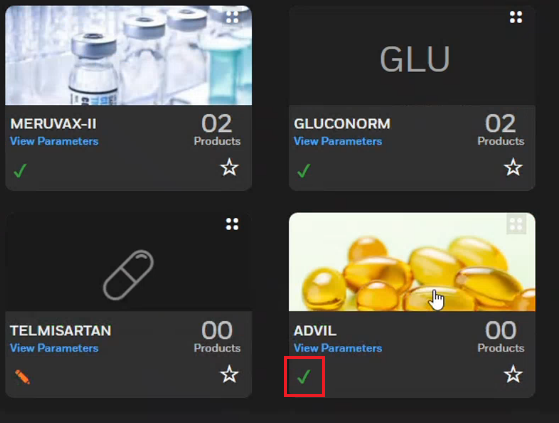 GLU
MERUVAX-II 02
View Parameters Products
GLUCONORM 02
View Parameters Products
TELMISARTAN 00
View Parameters Products
ADVIL 00
View Parameters Products